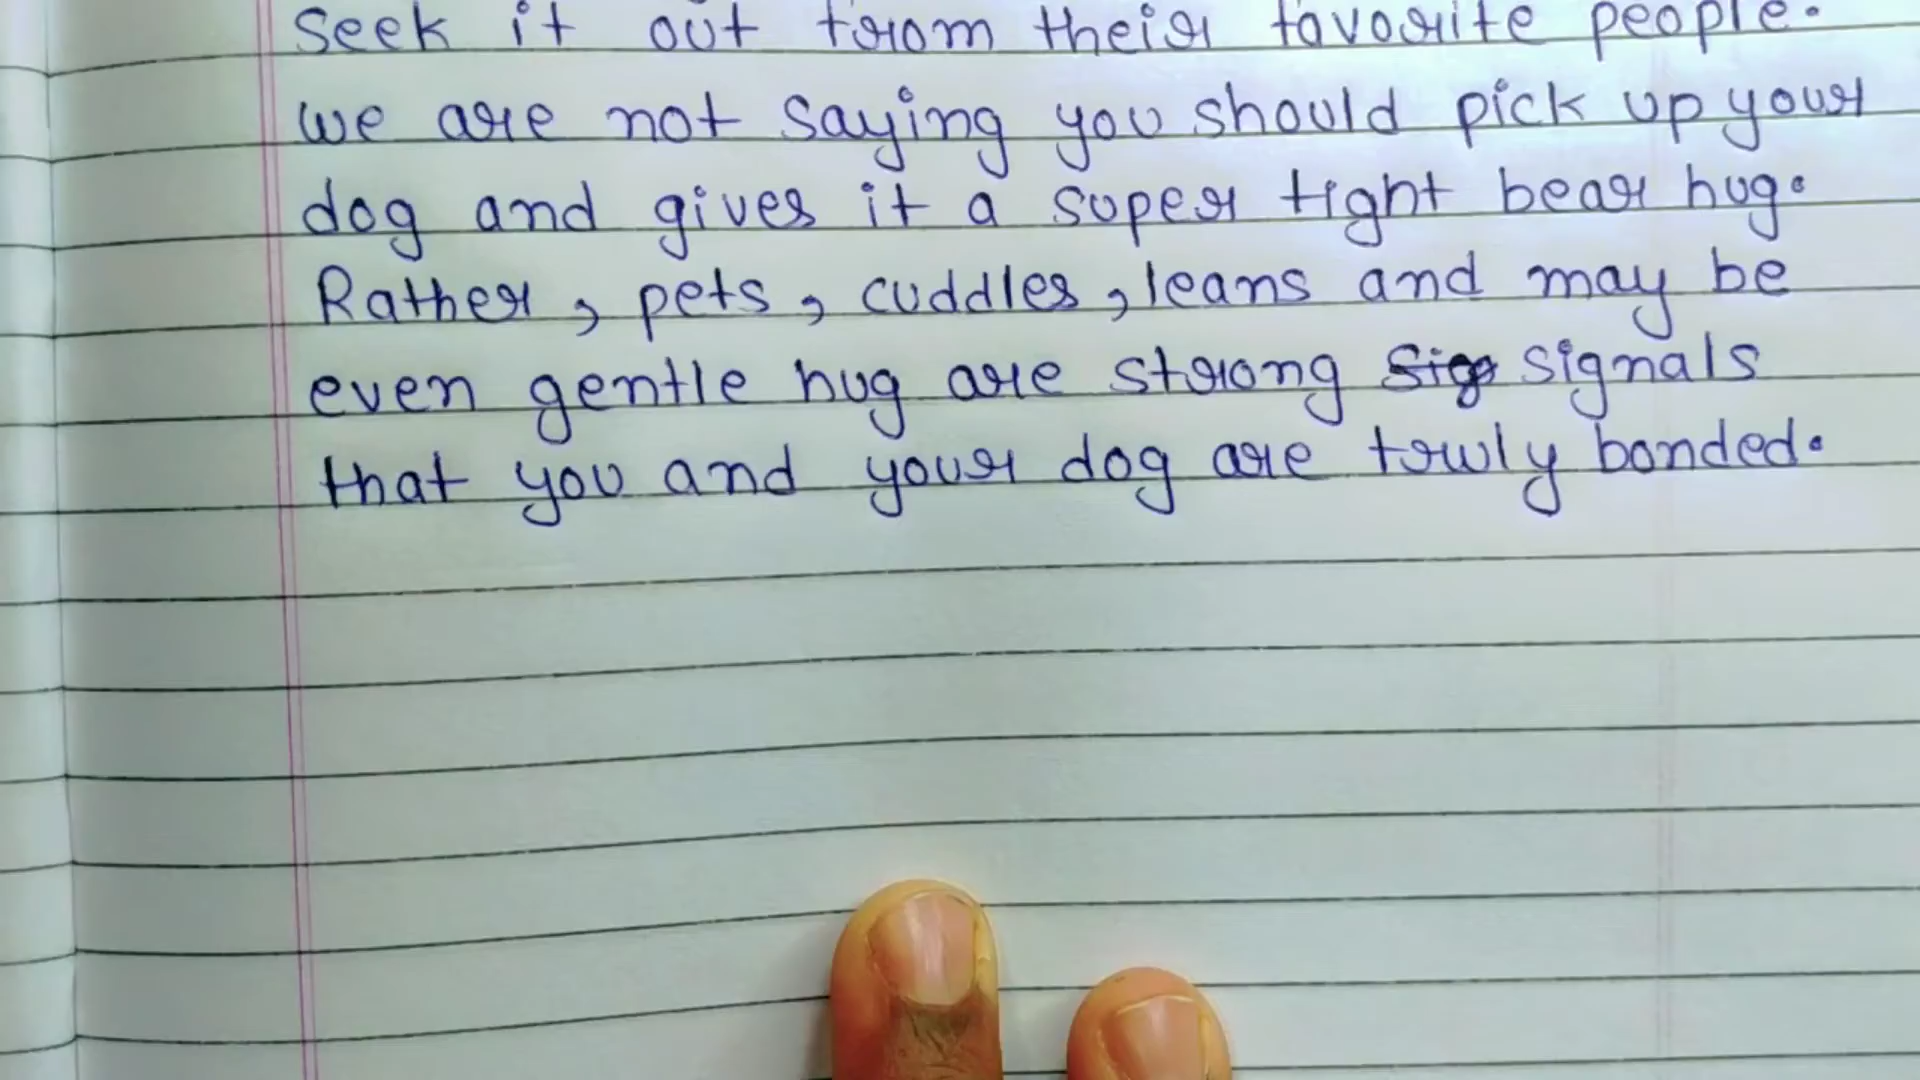 seek it out from their favorite people.
we are not saying you should pick up your
dog and gives it a super tight bear hug.
Rather, pets, cuddles, leans and may be
even gentle hug are strong signals
that you and your dog are truly bonded.